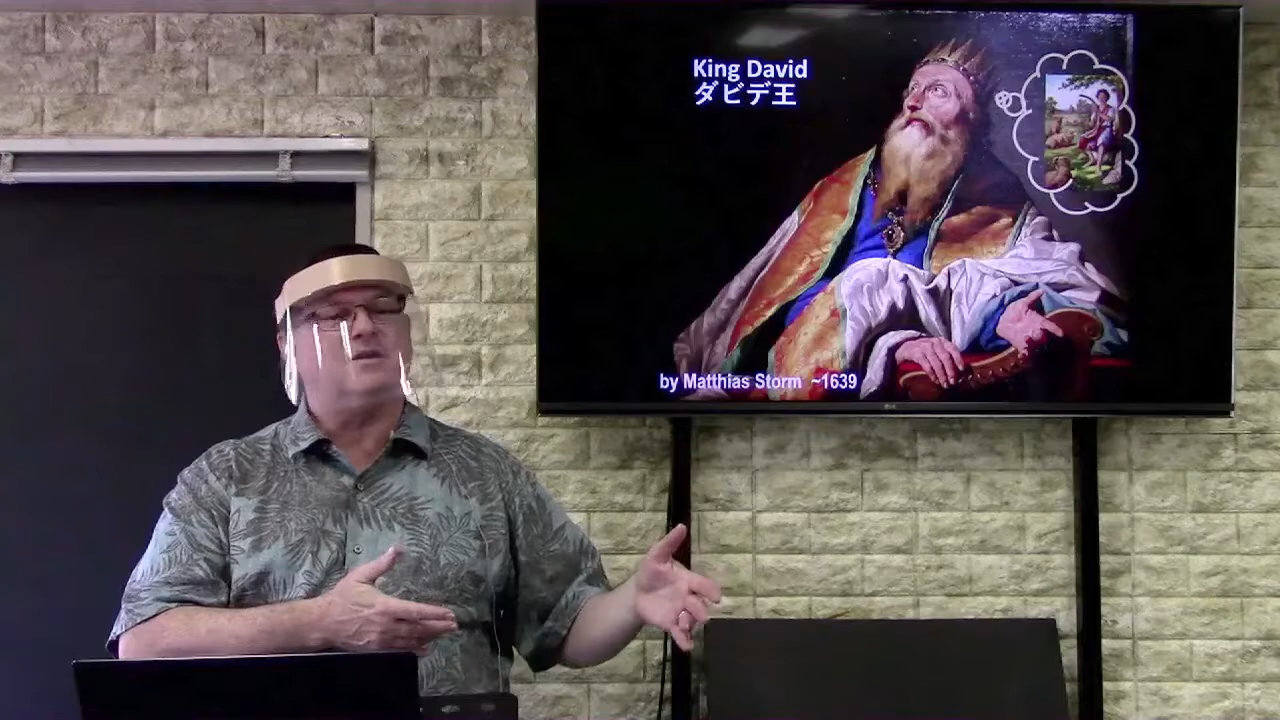 King David
ダビデ王
by Matthias Storm ~1639